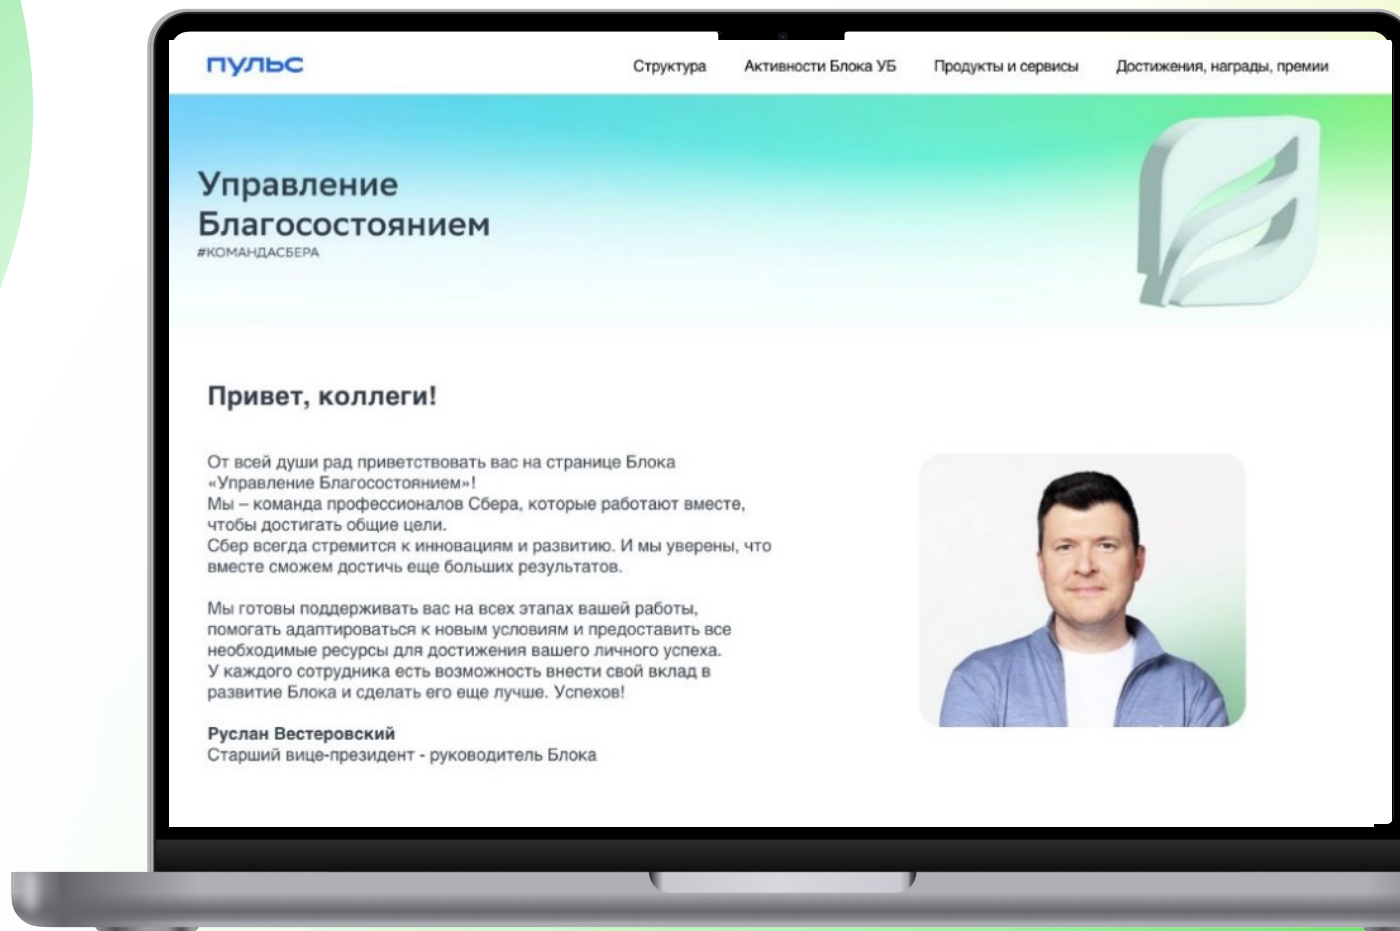 пульс
Структура
Активности Блока УБ
Продукты и сервисы
Достижения, награды, премии
Управление
Благосостоянием
#КОМАНДАСБЕРА
Привет, коллеги!
От всей души рад приветствовать вас на странице Блока
«Управление Благосостоянием»!
Мы – команда профессионалов Сбера, которые работают вместе,
чтобы достигать общие цели.
Сбер всегда стремится к инновациям и развитию. И мы уверены, что
вместе сможем достичь еще больших результатов.
Мы готовы поддерживать вас на всех этапах вашей работы,
помогать адаптироваться к новым условиям и предоставить все
необходимые ресурсы для достижения вашего личного успеха.
У каждого сотрудника есть возможность внести свой вклад в
развитие Блока и сделать его еще лучше. Успехов!
Руслан Вестеровский
Старший вице-президент - руководитель Блока